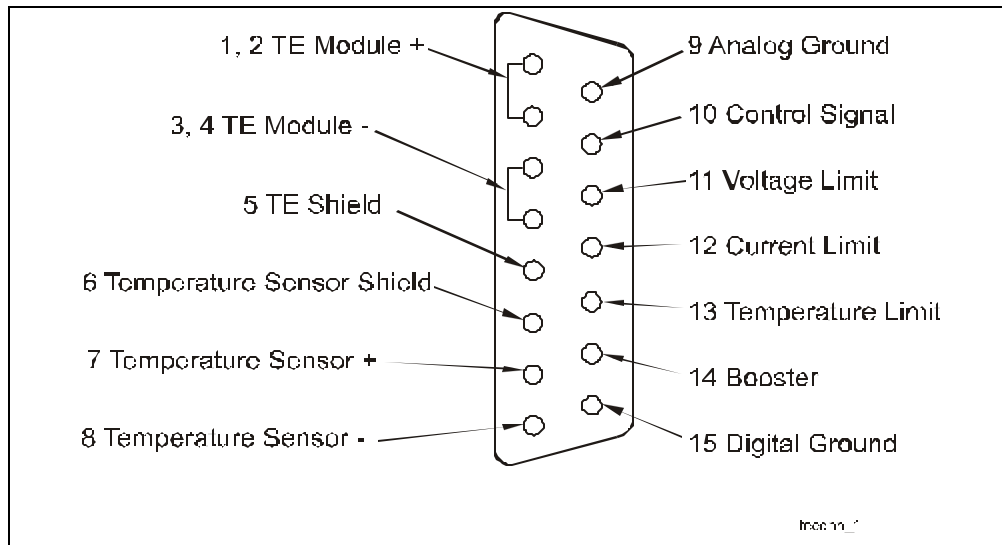 1, 2 TE Module +
3, 4 TE Module -
5 TE Shield
6 Temperature Sensor Shield
7 Temperature Sensor +
8 Temperature Sensor -
9 Analog Ground
10 Control Signal
11 Voltage Limit
12 Current Limit
13 Temperature Limit
14 Booster
15 Digital Ground